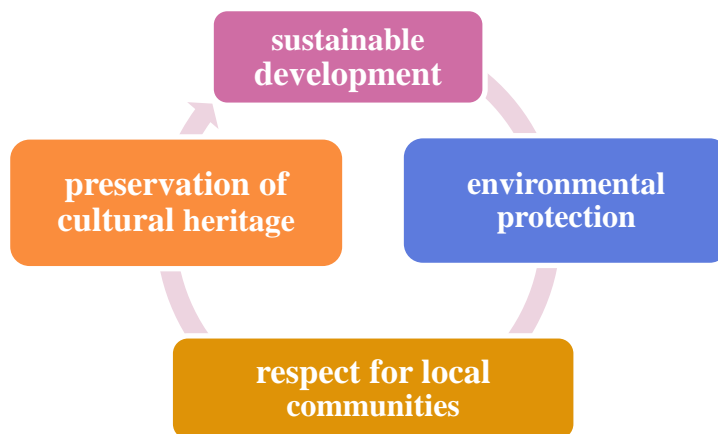 sustainable
development
environmental
protection
respect for local
communities
preservation of
cultural heritage